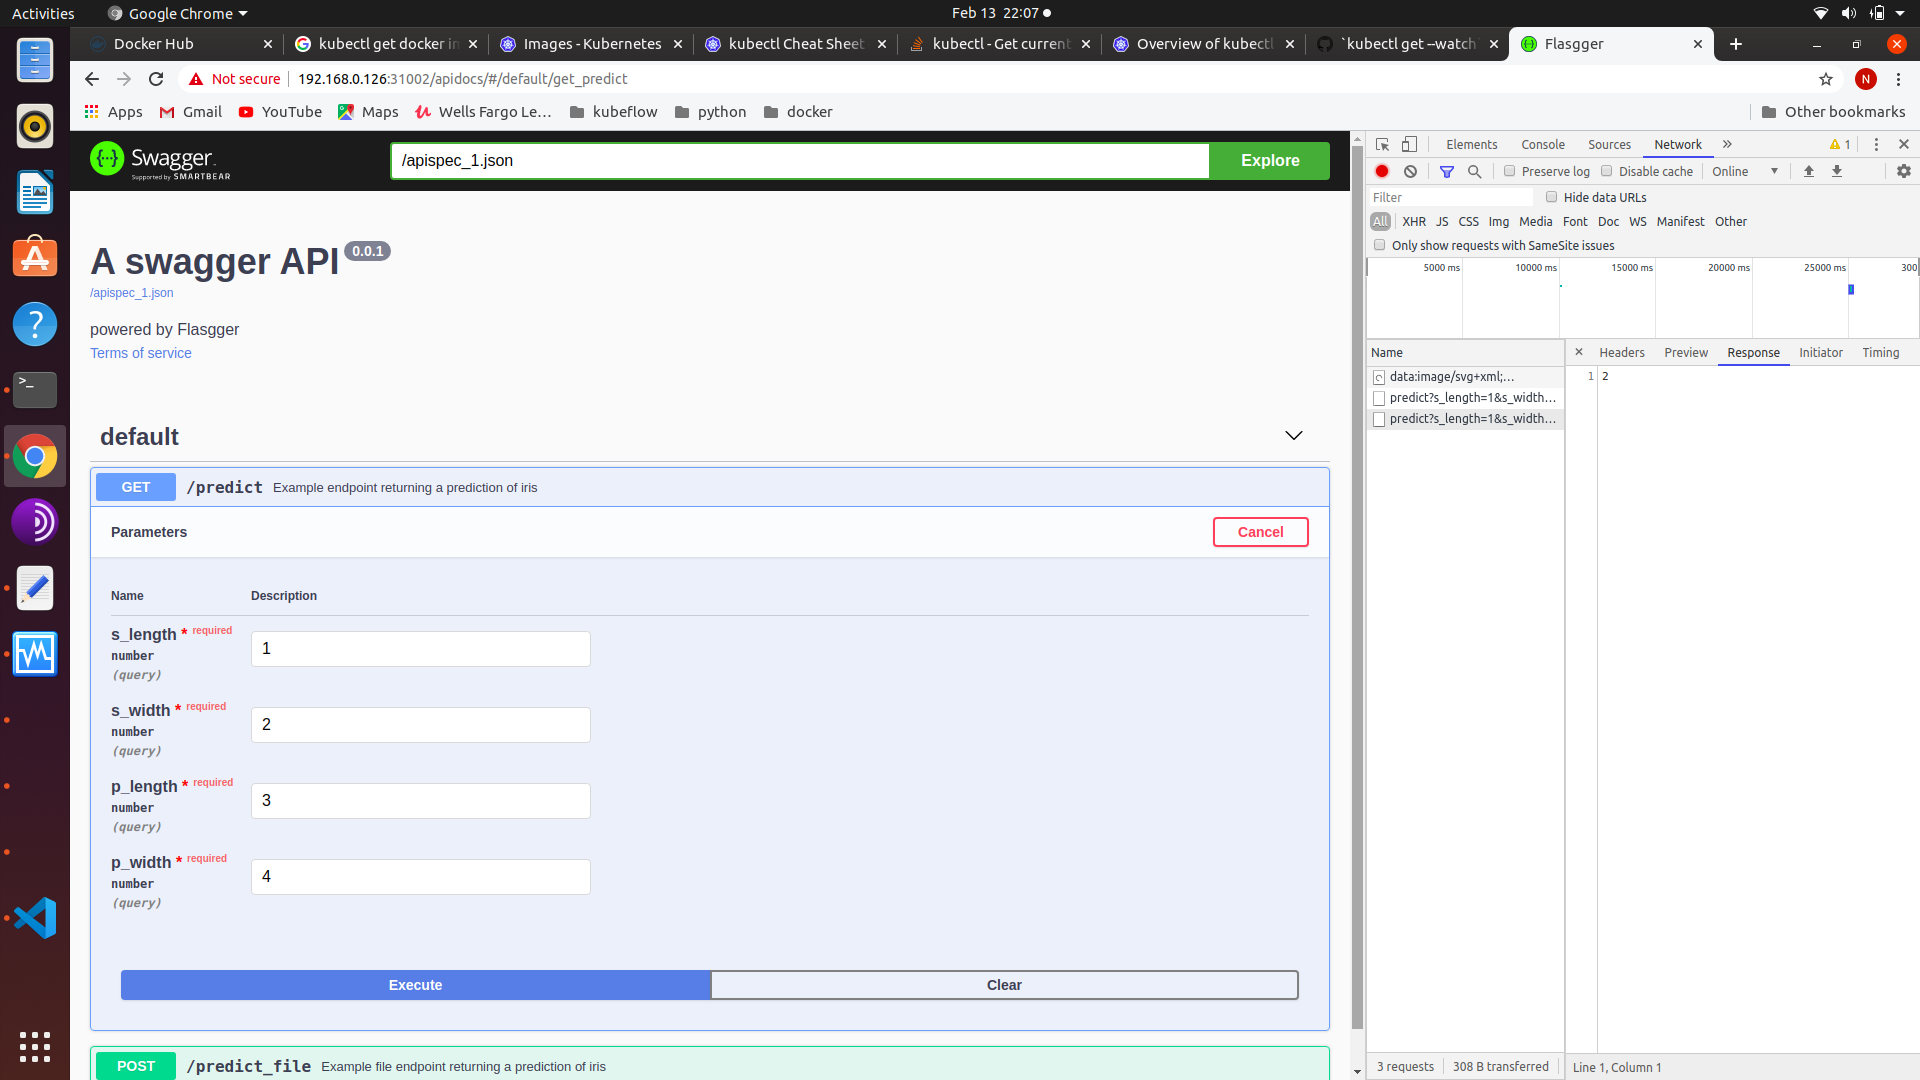 Activities
Google Chrome
Feb 13 22:07
Docker Hub
kubectl get docker in
Images - Kubernetes
kubectl Cheat Sheet
kubectl - Get current
Overview of kubectl
`kubectl get --watch`
Flasgger
Not secure
192.168.0.126:31002/apidocs/#/default/get_predict
N
Apps
Gmail
YouTube
Maps
Wells Fargo Le...
kubeflow
python
docker
Other bookmarks
Swagger
Supported by SMARTBEAR
/apispec_1.json
Explore
A swagger API 0.0.1
/apispec_1.json
powered by Flasgger
Terms of service
default
GET /predict Example endpoint returning a prediction of iris
Parameters
Cancel
Name Description
s_length * required
number
(query)
1
s_width * required
number
(query)
2
p_length * required
number
(query)
3
p_width * required
number
(query)
4
Execute
Clear
POST /predict_file Example file endpoint returning a prediction of iris
Elements Console Sources Network » 1
Preserve log Disable cache Online
Filter
Hide data URLs
All XHR JS CSS Img Media Font Doc WS Manifest Other
Only show requests with SameSite issues
5000 ms 10000 ms 15000 ms 20000 ms 25000 ms 300
Name
data:image/svg+xml;...
predict?s_length=1&s_width...
predict?s_length=1&s_width...
Headers Preview Response Initiator Timing
1 2
3 requests 308 B transferred
Line 1, Column 1